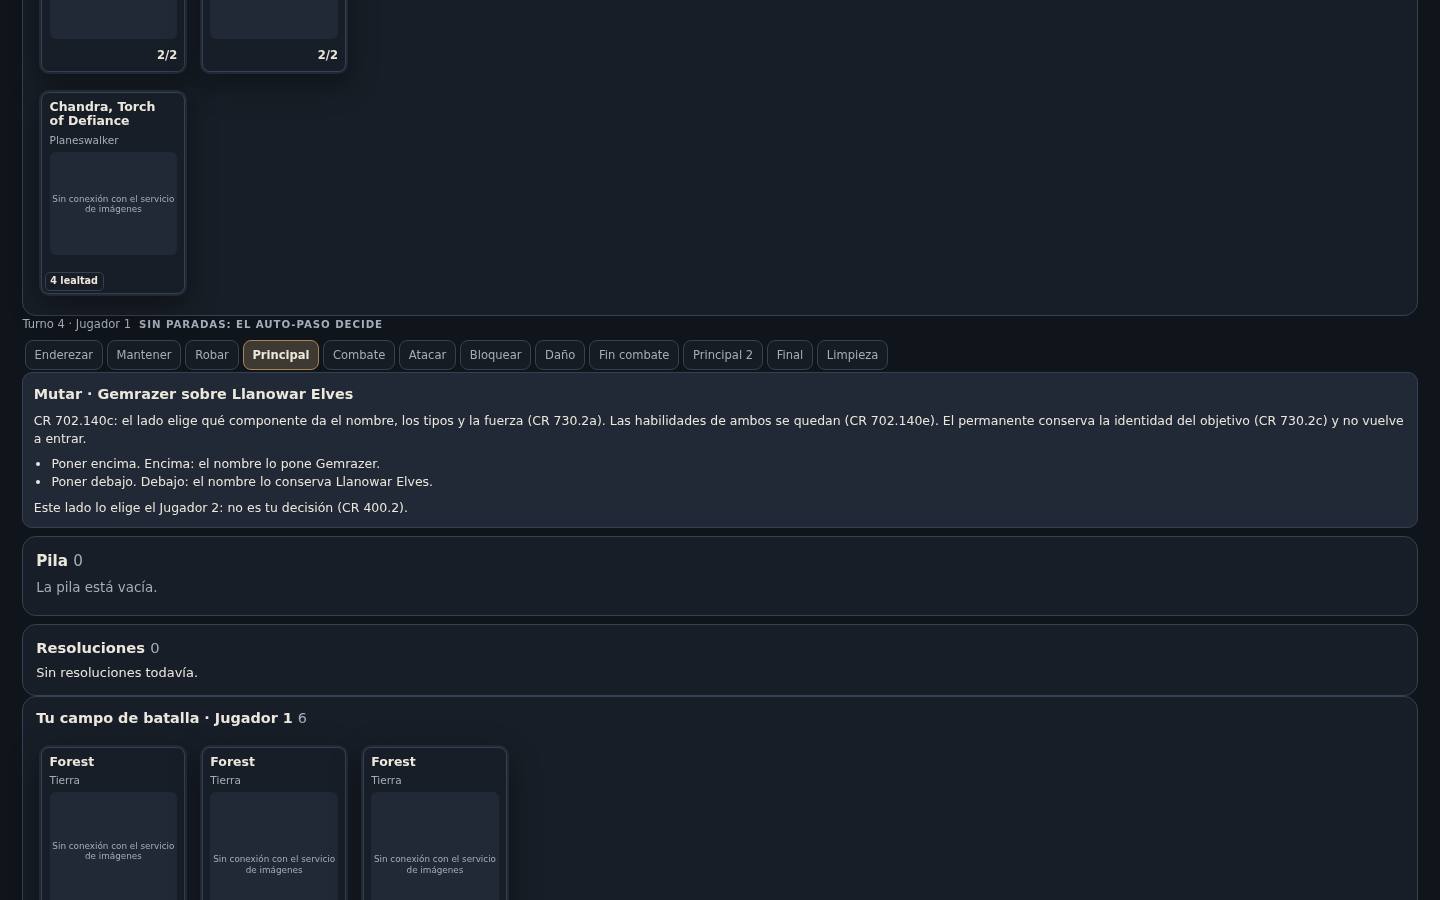 2/2
2/2
Chandra, Torch
of Defiance
Planeswalker
Sin conexión con el servicio
de imágenes
4 lealtad
Turno 4 · Jugador 1 SIN PARADAS: EL AUTO-PASO DECIDE
Enderezar Mantener Robar Principal Combate Atacar Bloquear Daño Fin combate Principal 2 Final Limpieza
Mutar · Gemrazer sobre Llanowar Elves
CR 702.140c: el lado elige qué componente da el nombre, los tipos y la fuerza (CR 730.2a). Las habilidades de ambos se quedan (CR 702.140e). El permanente conserva la identidad del objetivo (CR 730.2c) y no vuelve
a entrar.
• Poner encima. Encima: el nombre lo pone Gemrazer.
• Poner debajo. Debajo: el nombre lo conserva Llanowar Elves.
Este lado lo elige el Jugador 2: no es tu decisión (CR 400.2).
Pila 0
La pila está vacía.
Resoluciones 0
Sin resoluciones todavía.
Tu campo de batalla · Jugador 1 6
Forest
Tierra
Sin conexión con el servicio
de imágenes
Forest
Tierra
Sin conexión con el servicio
de imágenes
Forest
Tierra
Sin conexión con el servicio
de imágenes